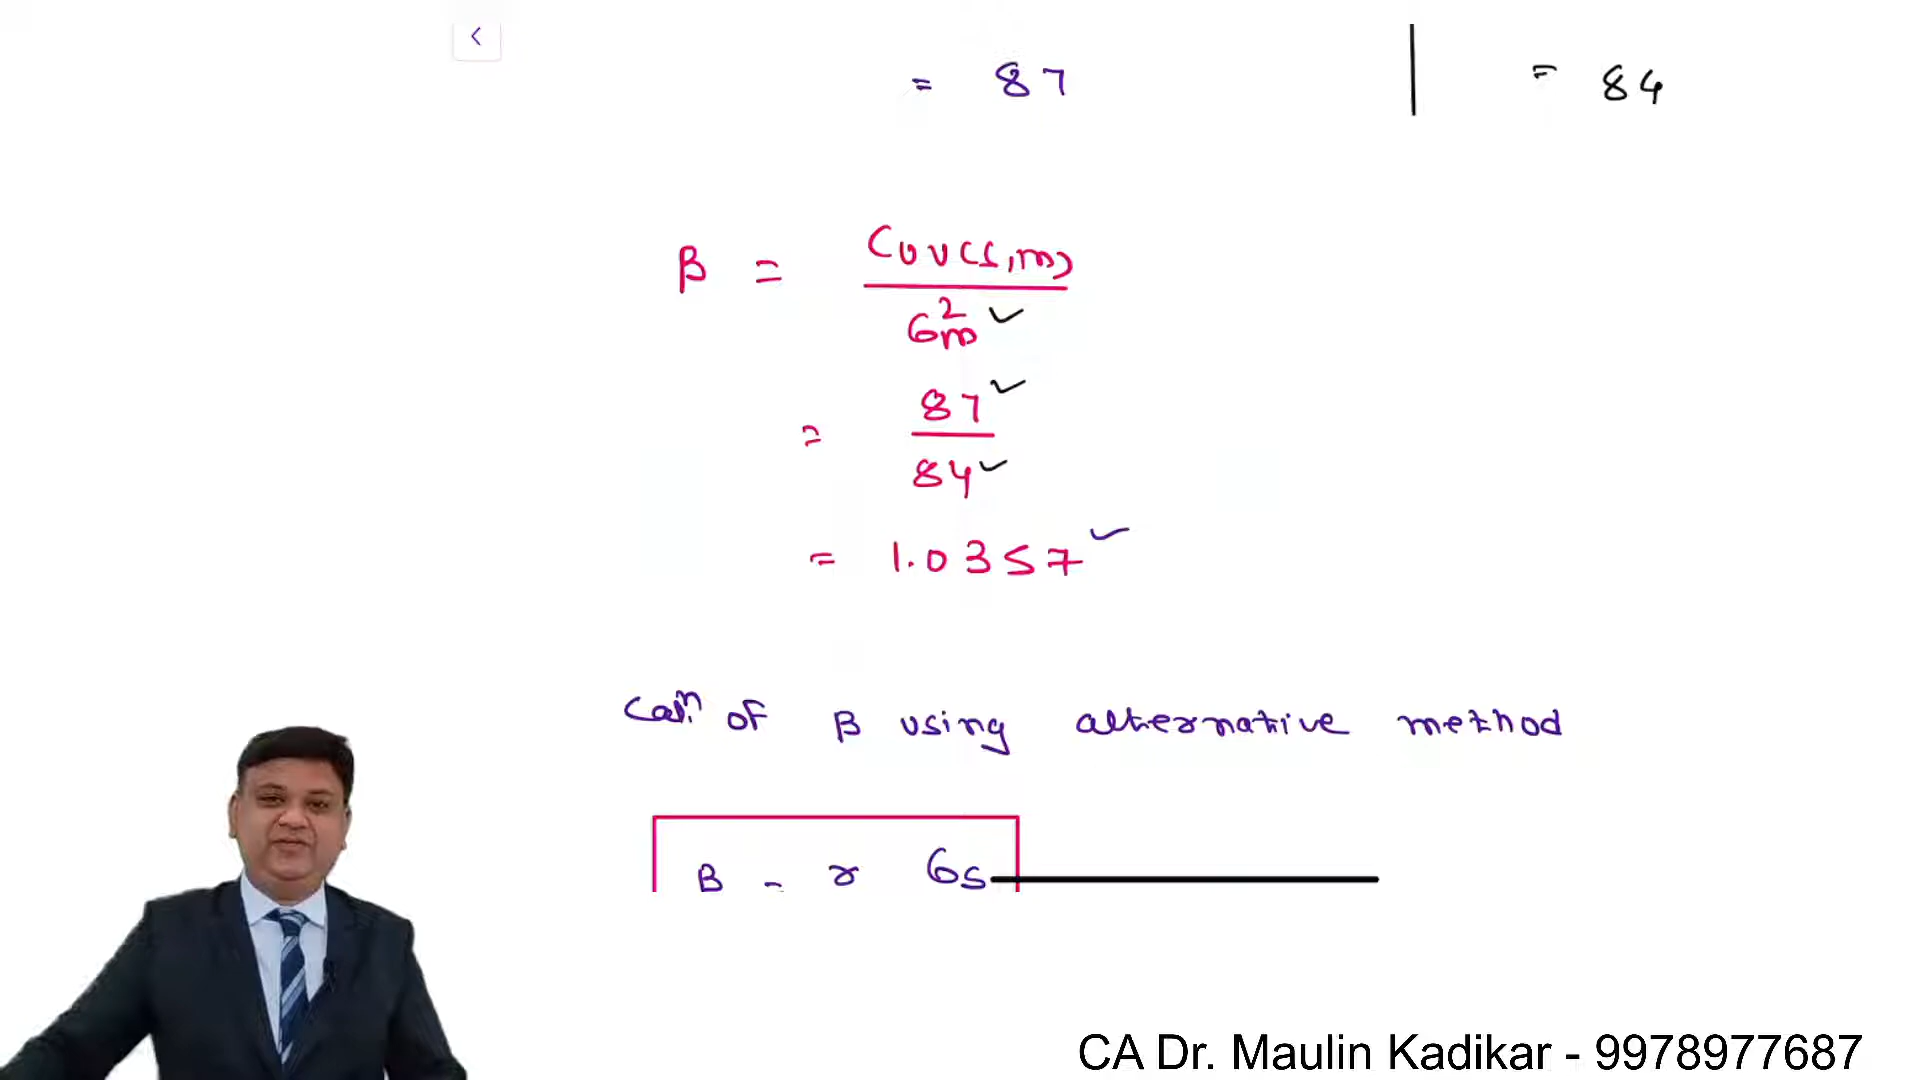 = 87 = 84
β = Cov(s,m)
σ²m
= 87
84
= 1.0357
Calⁿ. of β using alternative method
β = r σs
CA Dr. Maulin Kadikar - 9978977687